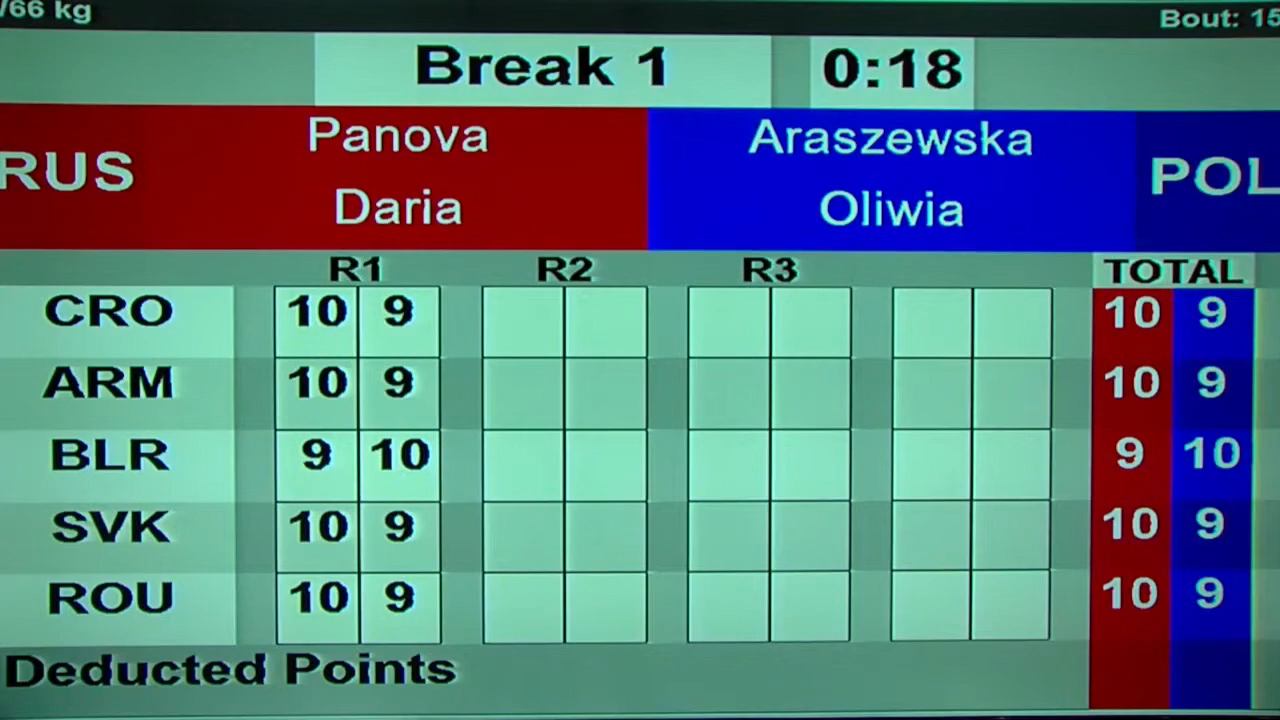 /66 kg Bout: 15
Break 1 0:18
RUS Panova Daria Araszewska Oliwia POL
R1 R2 R3 TOTAL
CRO 10 9 10 9
ARM 10 9 10 9
BLR 9 10 9 10
SVK 10 9 10 9
ROU 10 9 10 9
Deducted Points